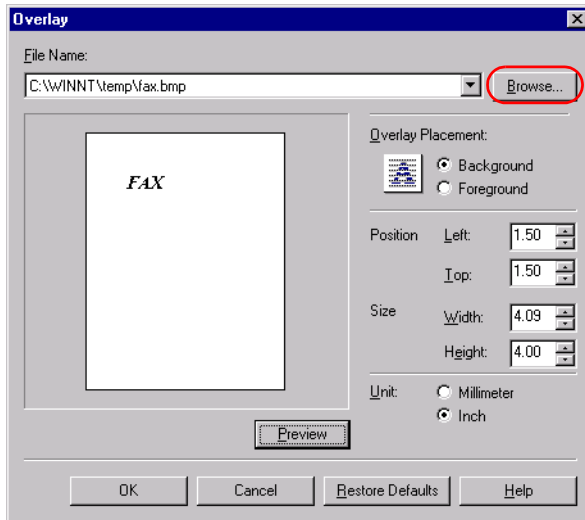 Overlay
File Name:
C:\WINNT\temp\fax.bmp
Browse...
FAX
Overlay Placement:
Background
Foreground
Position Left: 1.50
Top: 1.50
Size Width: 4.09
Height: 4.00
Unit: Millimeter
Inch
Preview
OK Cancel Restore Defaults Help